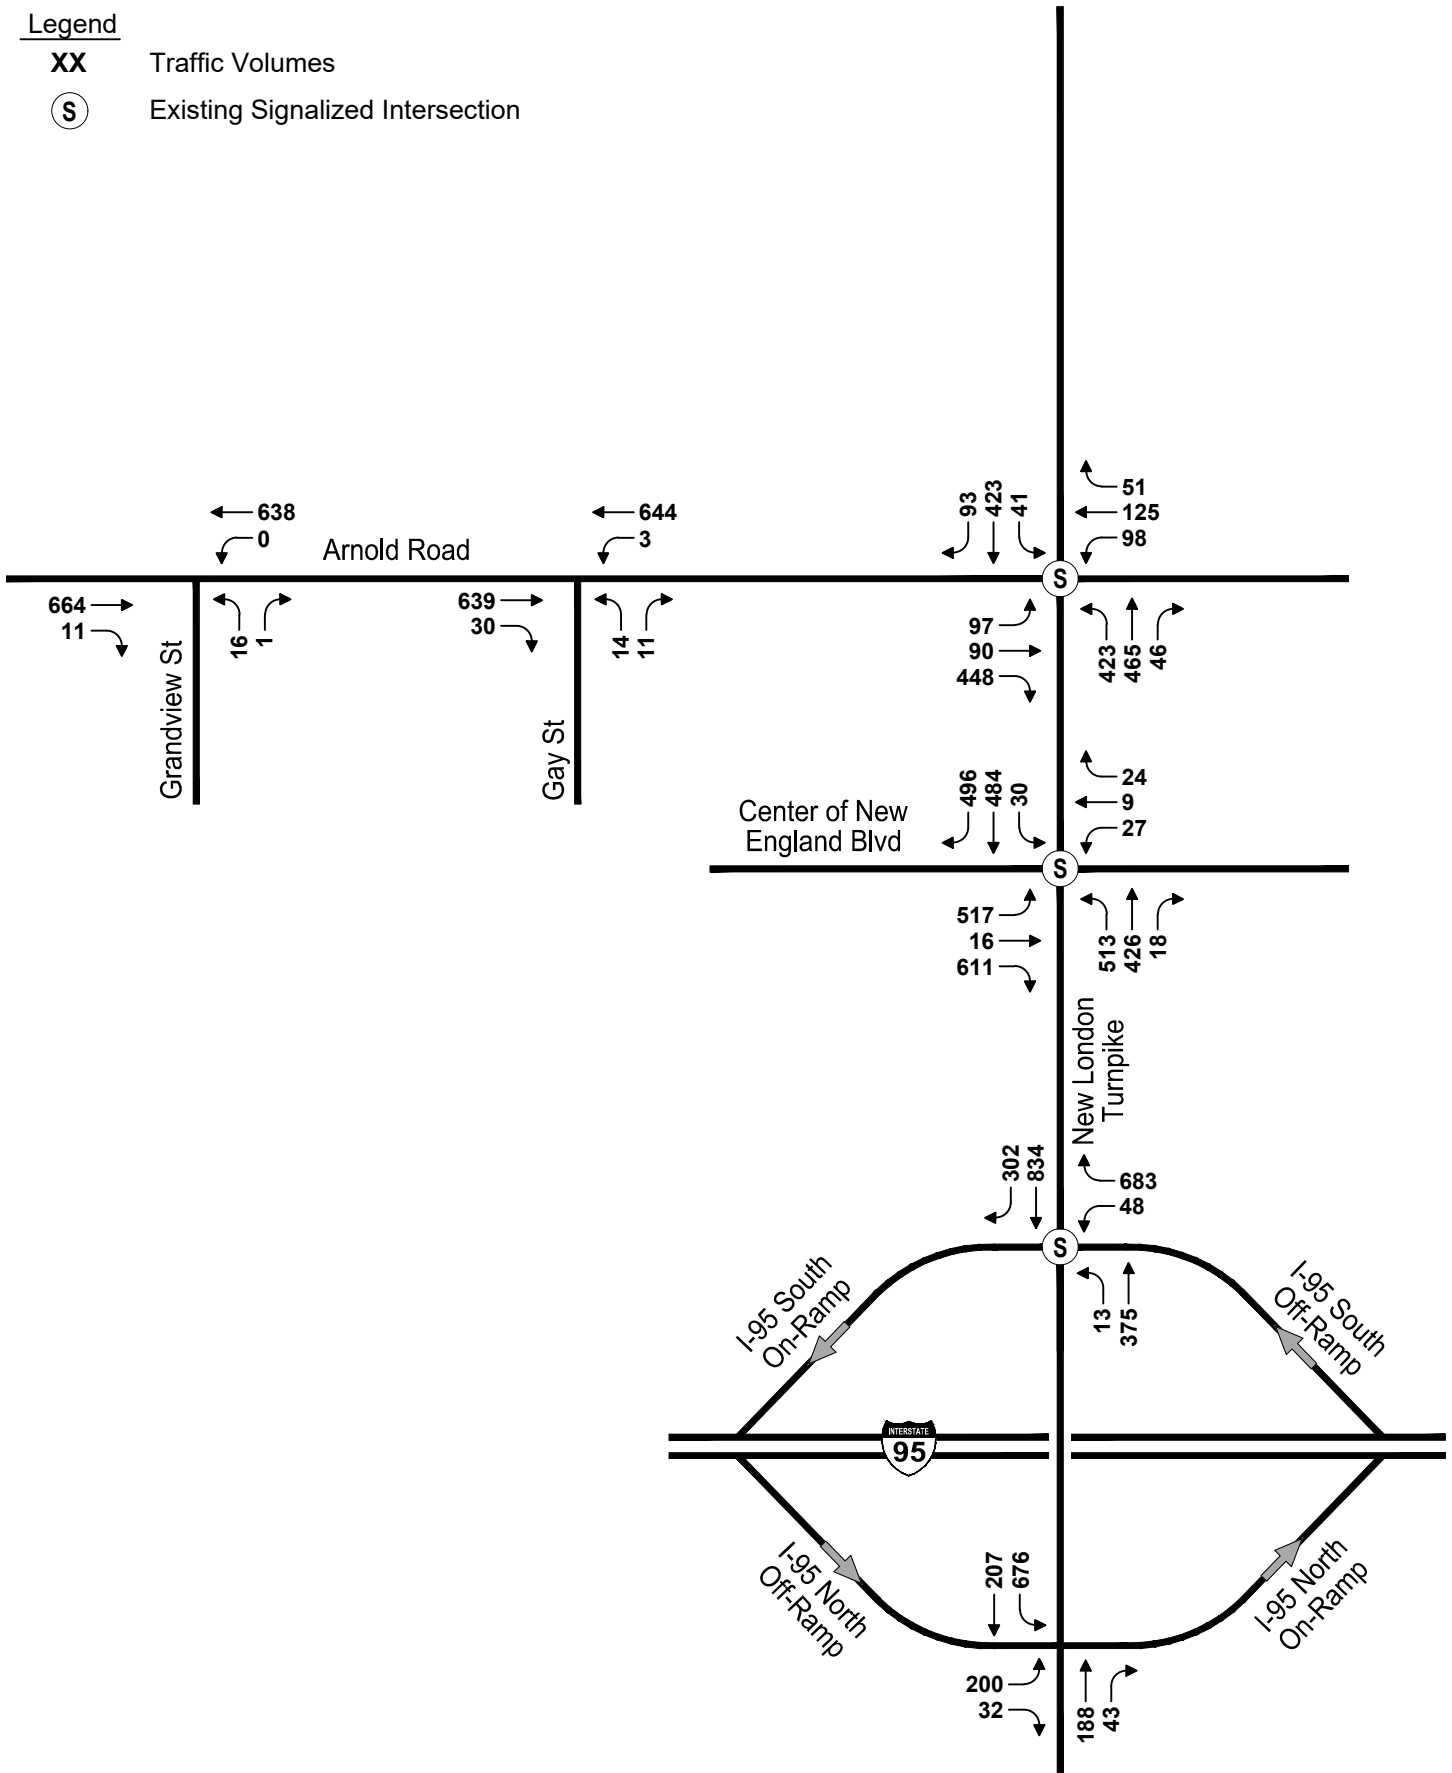 Legend
XX Traffic Volumes
S Existing Signalized Intersection
93 423 41
51
125
98
638
0
644
3
Arnold Road
S
664
11
16 1
639
30
14 11
97
90
448
423 465 46
Grandview St
Gay St
496 484 30
24
9
27
Center of New
England Blvd
S
517
16
611
513 426 18
New London
Turnpike
302 834
683
48
S
13 375
I-95 South
On-Ramp
I-95 South
Off-Ramp
INTERSTATE
95
I-95 North
Off-Ramp
207 676
I-95 North
On-Ramp
200
32
188 43